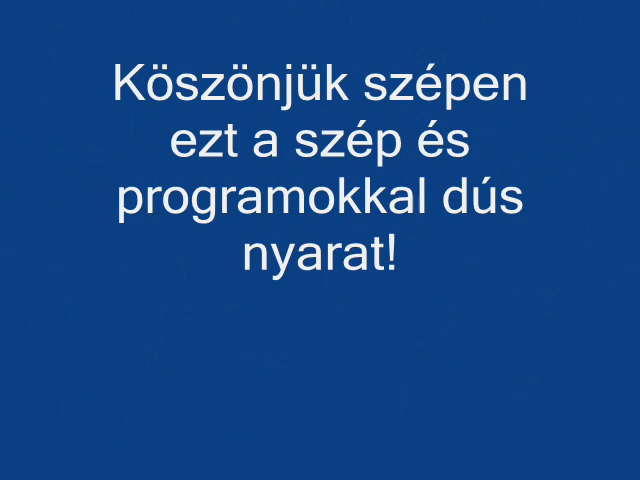 Köszönjük szépen
ezt a szép és
programokkal dús
nyarat!